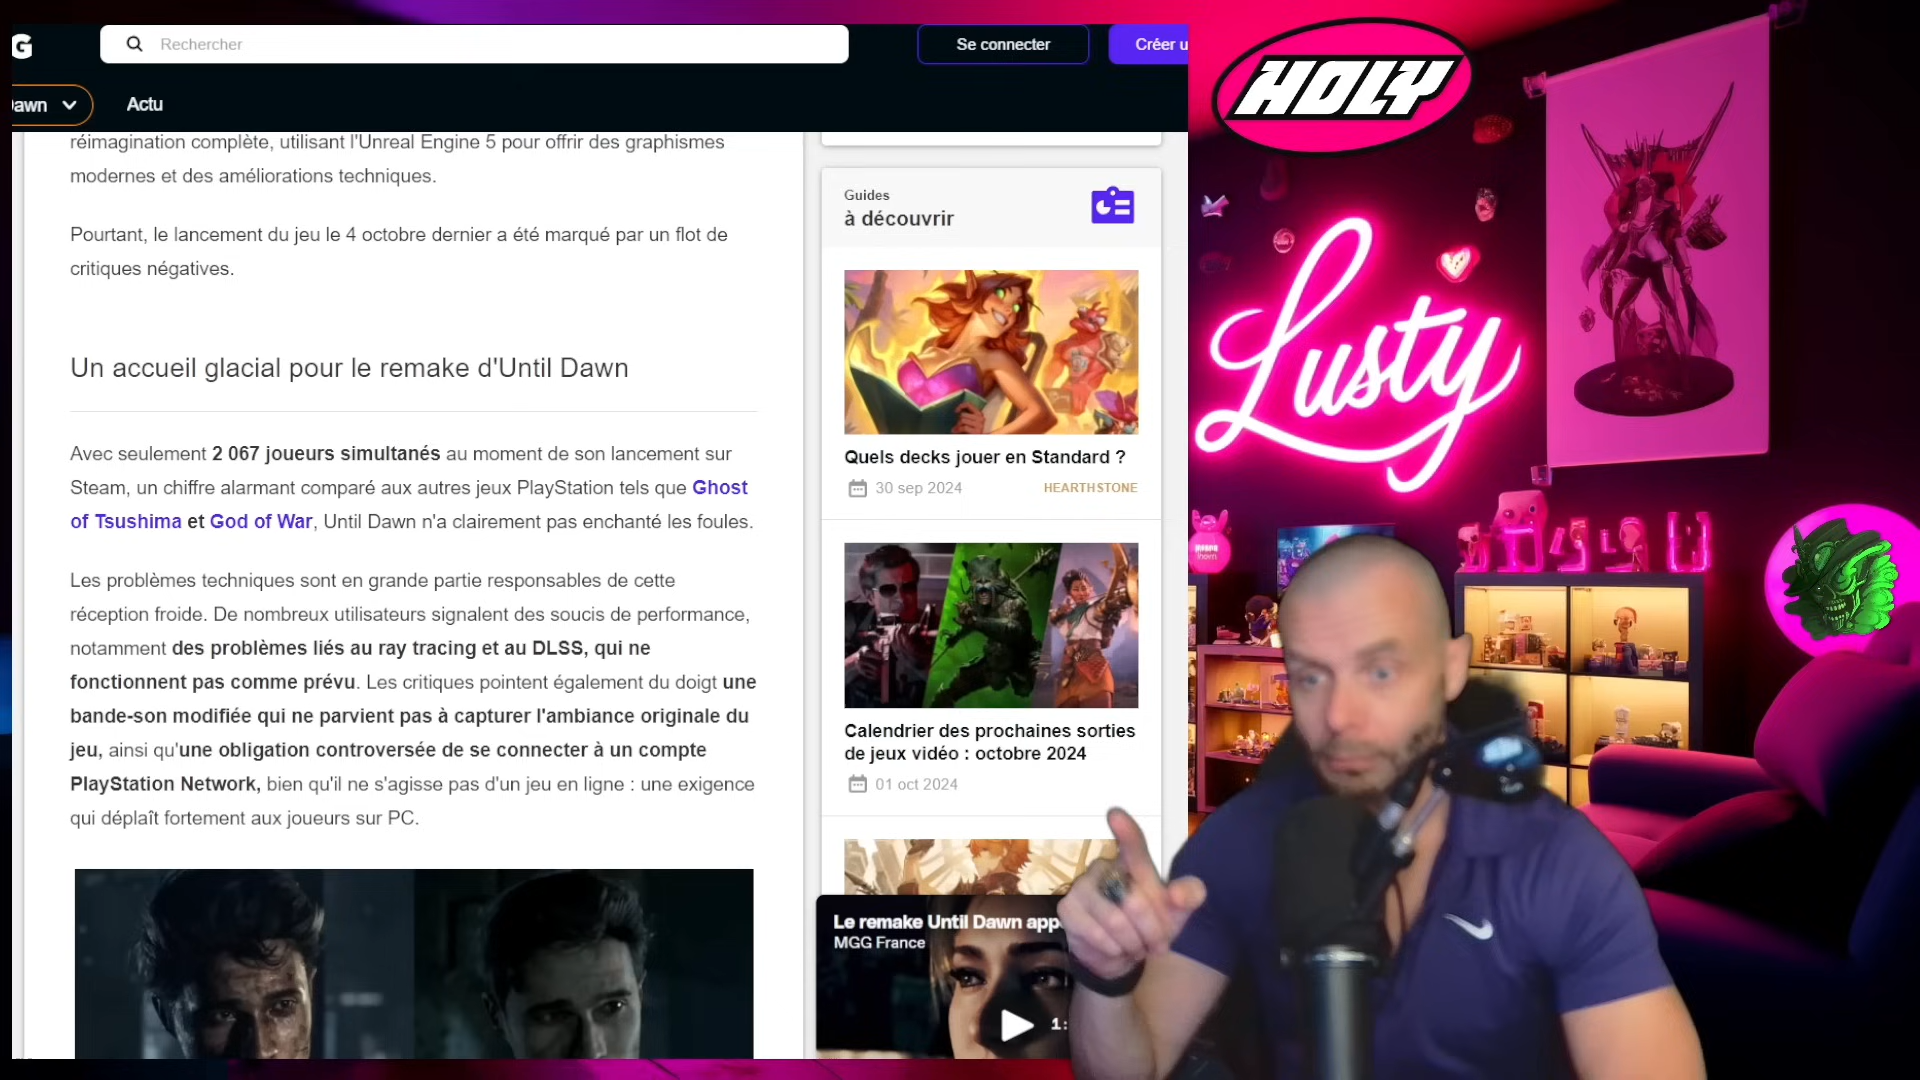 G
Rechercher
Se connecter
Créer u
Dawn
Actu
réimagination complète, utilisant l'Unreal Engine 5 pour offrir des graphismes
modernes et des améliorations techniques.
Pourtant, le lancement du jeu le 4 octobre dernier a été marqué par un flot de
critiques négatives.
Un accueil glacial pour le remake d'Until Dawn
Avec seulement 2 067 joueurs simultanés au moment de son lancement sur
Steam, un chiffre alarmant comparé aux autres jeux PlayStation tels que Ghost
of Tsushima et God of War, Until Dawn n'a clairement pas enchanté les foules.
Les problèmes techniques sont en grande partie responsables de cette
réception froide. De nombreux utilisateurs signalent des soucis de performance,
notamment des problèmes liés au ray tracing et au DLSS, qui ne
fonctionnent pas comme prévu. Les critiques pointent également du doigt une
bande-son modifiée qui ne parvient pas à capturer l'ambiance originale du
jeu, ainsi qu'une obligation controversée de se connecter à un compte
PlayStation Network, bien qu'il ne s'agisse pas d'un jeu en ligne : une exigence
qui déplaît fortement aux joueurs sur PC.
Guides
à découvrir
Quels decks jouer en Standard ?
30 sep 2024
HEARTHSTONE
Calendrier des prochaines sorties
de jeux vidéo : octobre 2024
01 oct 2024
Le remake Until Dawn app
MGG France
1:
HOLY
Lusty